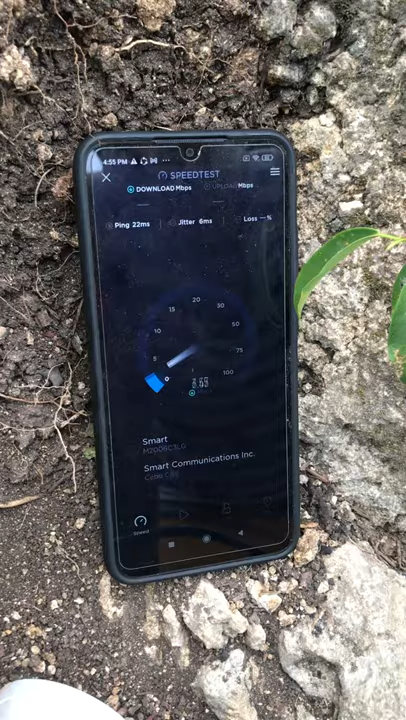 4:55 PM
SPEEDTEST
DOWNLOAD Mbps UPLOAD Mbps
Ping 22ms Jitter 6ms Loss —%
20
15 30
10 50
5 75
0 100
Smart
M2006C3LG
Smart Communications Inc.
Speed